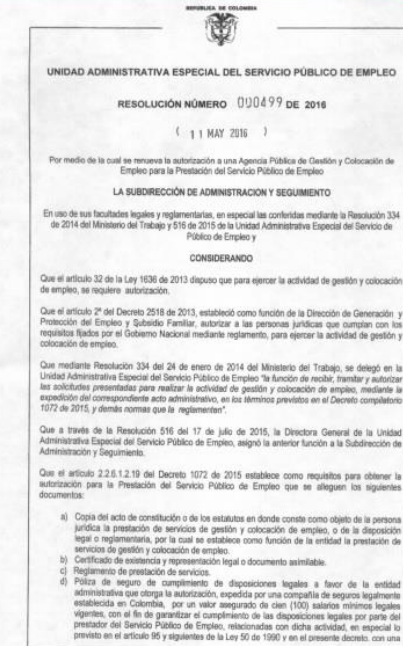 REPUBLICA DE COLOMBIA
UNIDAD ADMINISTRATIVA ESPECIAL DEL SERVICIO PÚBLICO DE EMPLEO
RESOLUCIÓN NÚMERO 000499 DE 2016
( 11 MAY 2016 )
Por medio de la cual se renueva la autorización a una Agencia Pública de Gestión y Colocación de
Empleo para la Prestación del Servicio Público de Empleo
LA SUBDIRECCIÓN DE ADMINISTRACION Y SEGUIMIENTO
En uso de sus facultades legales y reglamentarias, en especial las conferidas mediante la Resolución 334
de 2014 del Ministerio del Trabajo y 516 de 2015 de la Unidad Administrativa Especial del Servicio de
Público de Empleo y
CONSIDERANDO
Que el artículo 32 de la Ley 1636 de 2013 dispuso que para ejercer la actividad de gestión y colocación
de empleo, se requiere autorización.
Que el artículo 2º del Decreto 2518 de 2013, estableció como función de la Dirección de Generación y
Protección del Empleo y Subsidio Familiar, autorizar a las personas jurídicas que cumplan con los
requisitos fijados por el Gobierno Nacional mediante reglamento, para ejercer la actividad de gestión y
colocación de empleo.
Que mediante Resolución 334 del 24 de enero de 2014 del Ministerio del Trabajo, se delegó en la
Unidad Administrativa Especial del Servicio Público de Empleo "la función de recibir, tramitar y autorizar
las solicitudes presentadas para realizar la actividad de gestión y colocación de empleo, mediante la
expedición del correspondiente acto administrativo, en los términos previstos en el Decreto compilatorio
1072 de 2015, y demás normas que la reglamenten".
Que a través de la Resolución 516 del 17 de julio de 2015, la Directora General de la Unidad
Administrativa Especial del Servicio Público de Empleo, asignó la anterior función a la Subdirección de
Administración y Seguimiento.
Que el artículo 2.2.6.1.2.19 del Decreto 1072 de 2015 establece como requisitos para obtener la
autorización para la Prestación del Servicio Público de Empleo que se alleguen los siguientes
documentos:
a) Copia del acto de constitución o de los estatutos en donde conste como objeto de la persona
jurídica la prestación de servicios de gestión y colocación de empleo, o de la disposición
legal o reglamentaria, por la cual se establece como función de la entidad la prestación de
servicios de gestión y colocación de empleo.
b) Certificado de existencia y representación legal o documento asimilable.
c) Reglamento de prestación de servicios.
d) Póliza de seguro de cumplimiento de disposiciones legales a favor de la entidad
administrativa que otorga la autorización, expedida por una compañía de seguros legalmente
establecida en Colombia, por un valor asegurado de cien (100) salarios mínimos legales
vigentes, con el fin de garantizar el cumplimiento de las disposiciones legales por parte del
prestador del Servicio Público de Empleo, relacionadas con dicha actividad, en especial lo
previsto en el artículo 95 y siguientes de la Ley 50 de 1990 y en el presente decreto, con una